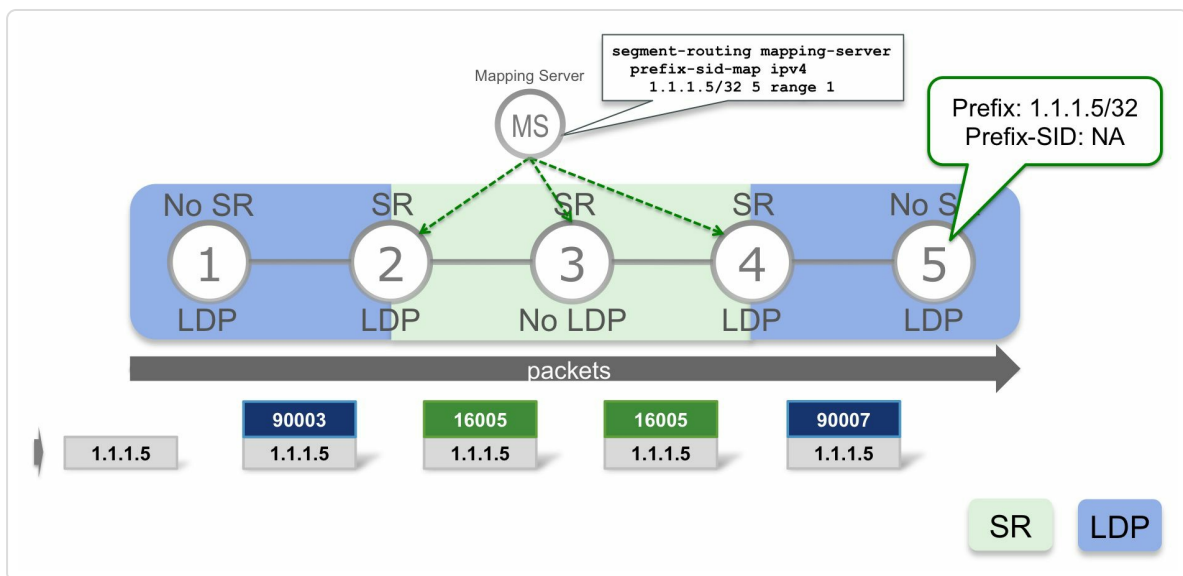 segment-routing mapping-server
prefix-sid-map ipv4
1.1.1.5/32 5 range 1
Mapping Server
MS
Prefix: 1.1.1.5/32
Prefix-SID: NA
No SR
SR
SR
SR
No S
1
2
3
4
5
LDP
LDP
No LDP
LDP
LDP
packets
90003
16005
16005
90007
1.1.1.5
1.1.1.5
1.1.1.5
1.1.1.5
1.1.1.5
SR
LDP